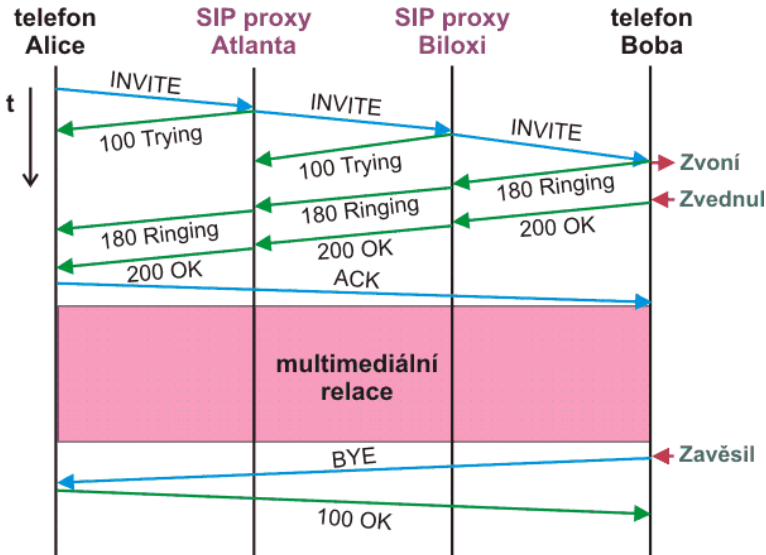 telefon
Alice
SIP proxy
Atlanta
SIP proxy
Biloxi
telefon
Boba
t
INVITE
INVITE
INVITE
100 Trying
100 Trying
Zvoní
180 Ringing
180 Ringing
180 Ringing
Zvednul
200 OK
200 OK
200 OK
ACK
multimediální
relace
BYE
Zavěsil
100 OK